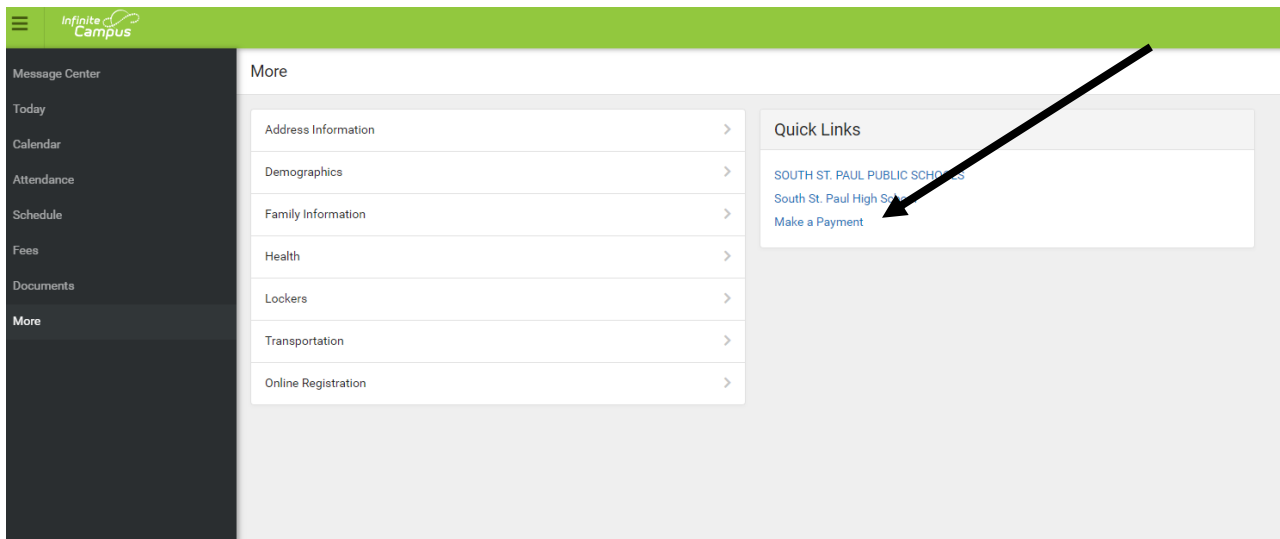 Infinite
Campus
Message Center
Today
Calendar
Attendance
Schedule
Fees
Documents
More
More
Address Information
Demographics
Family Information
Health
Lockers
Transportation
Online Registration
Quick Links
SOUTH ST. PAUL PUBLIC SCHOOLS
South St. Paul High School
Make a Payment